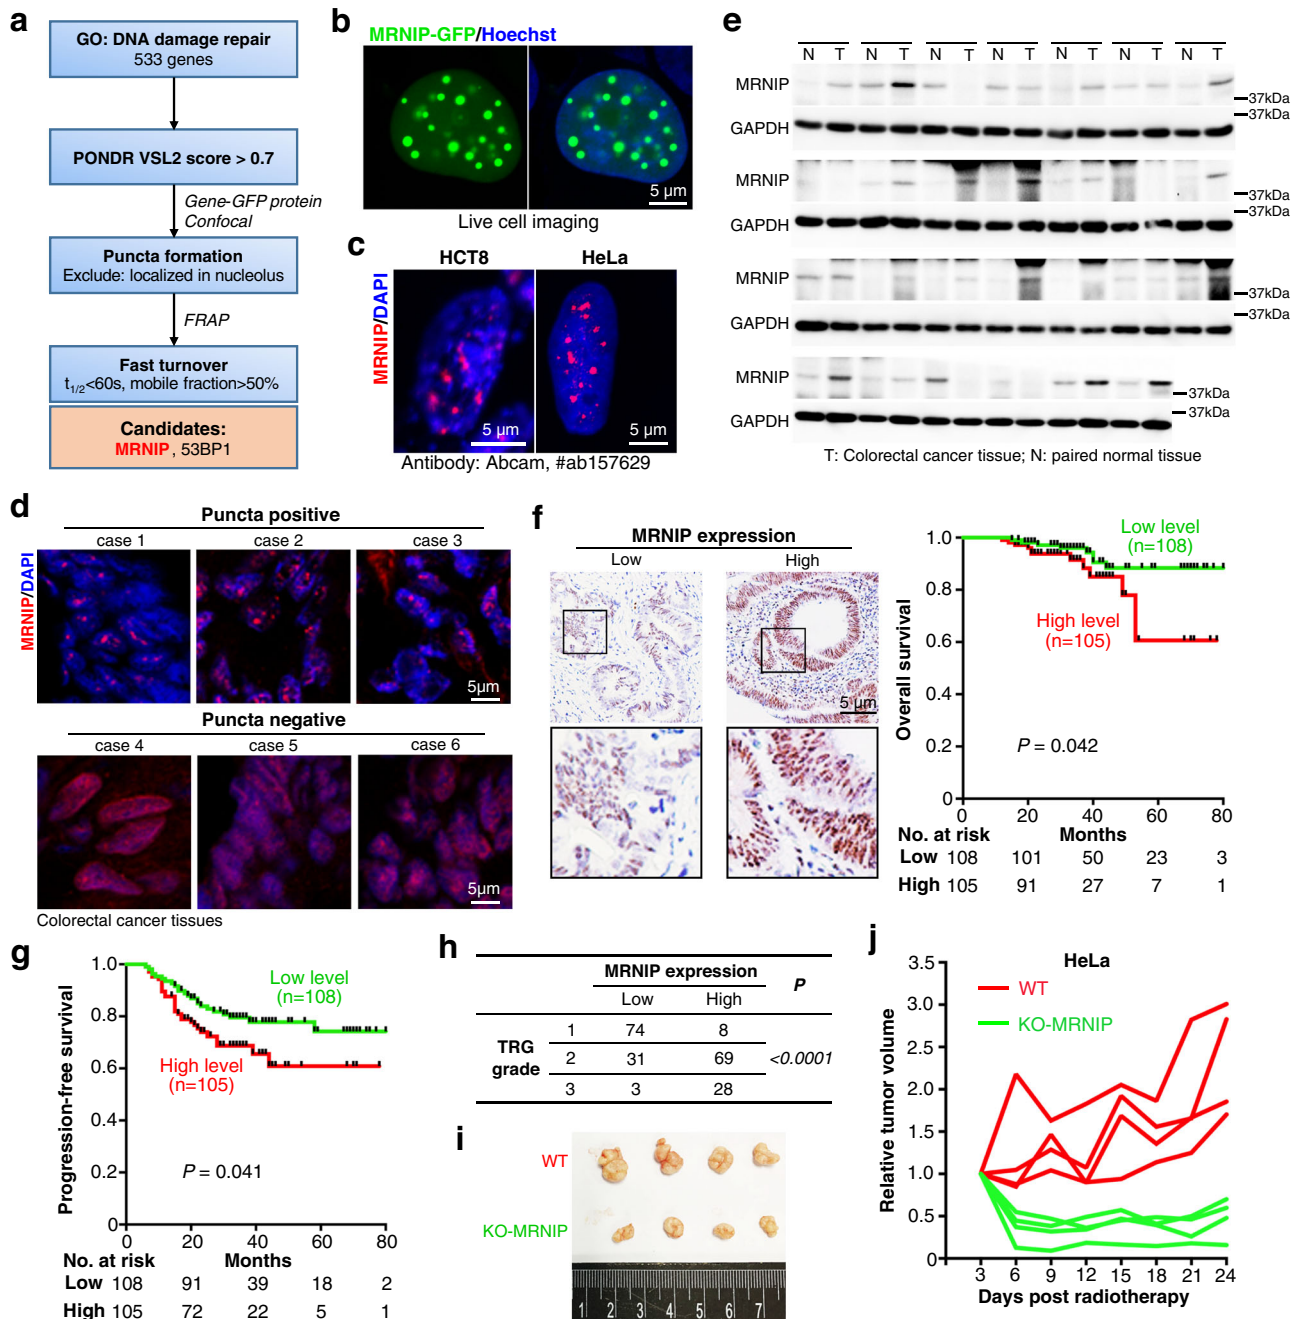 a
GO: DNA damage repair
533 genes
PONDR VSL2 score > 0.7
Gene-GFP protein
Confocal
Puncta formation
Exclude: localized in nucleolus
FRAP
Fast turnover
t1/2<60s, mobile fraction>50%
Candidates:
MRNIP , 53BP1
b
MRNIP-GFP/Hoechst
5 µm
Live cell imaging
c
HCT8 HeLa
MRNIP/DAPI
5 µm 5 µm
Antibody: Abcam, #ab157629
d
Puncta positive
case 1 case 2 case 3
MRNIP/DAPI
5µm
Puncta negative
case 4 case 5 case 6
5µm
Colorectal cancer tissues
e
N T N T N T N T N T N T N T
MRNIP
37kDa
37kDa
GAPDH
MRNIP
37kDa
37kDa
GAPDH
MRNIP
37kDa
37kDa
GAPDH
MRNIP
37kDa
37kDa
GAPDH
T: Colorectal cancer tissue; N: paired normal tissue
f
MRNIP expression
Low High
5 µm
Overall survival
1.0
0.8
0.6
0.4
0.2
0
Low level
(n=108)
High level
(n=105)
P = 0.042
20 40 60 80
No. at risk Months
Low 108 101 50 23 3
High 105 91 27 7 1
g
Progression-free survival
1.0
0.8
0.6
0.4
0.2
0
Low level
(n=108)
High level
(n=105)
P = 0.041
0 20 40 60 80
No. at risk Months
Low 108 91 39 18 2
High 105 72 22 5 1
h
MRNIP expression P
Low High
TRG grade
1 74 8
2 31 69 <0.0001
3 3 28
i
WT
KO-MRNIP
1 2 3 4 5 6 7
j
HeLa
WT
KO-MRNIP
Relative tumor volume
3.5
3.0
2.5
2.0
1.5
1.0
0.5
0
3 6 9 12 15 18 21 24
Days post radiotherapy